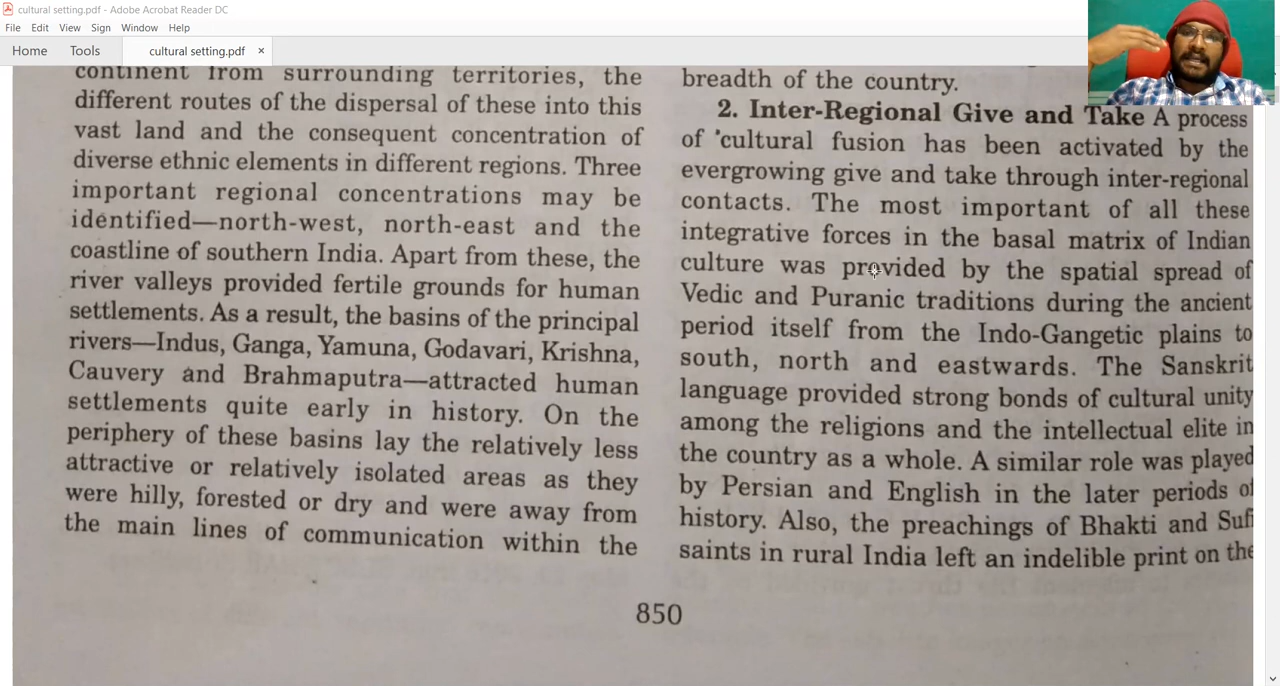 cultural setting.pdf - Adobe Acrobat Reader DC
File Edit View Sign Window Help
Home Tools cultural setting.pdf ×
continent from surrounding territories, the
different routes of the dispersal of these into this
vast land and the consequent concentration of
diverse ethnic elements in different regions. Three
important regional concentrations may be
identified—north-west, north-east and the
coastline of southern India. Apart from these, the
river valleys provided fertile grounds for human
settlements. As a result, the basins of the principal
rivers—Indus, Ganga, Yamuna, Godavari, Krishna,
Cauvery and Brahmaputra—attracted human
settlements quite early in history. On the
periphery of these basins lay the relatively less
attractive or relatively isolated areas as they
were hilly, forested or dry and were away from
the main lines of communication within the
breadth of the country.
2. Inter-Regional Give and Take A process
of 'cultural fusion has been activated by the
evergrowing give and take through inter-regional
contacts. The most important of all these
integrative forces in the basal matrix of Indian
culture was provided by the spatial spread of
Vedic and Puranic traditions during the ancient
period itself from the Indo-Gangetic plains to
south, north and eastwards. The Sanskrit
language provided strong bonds of cultural unity
among the religions and the intellectual elite in
the country as a whole. A similar role was played
by Persian and English in the later periods of
history. Also, the preachings of Bhakti and Sufi
saints in rural India left an indelible print on the
850